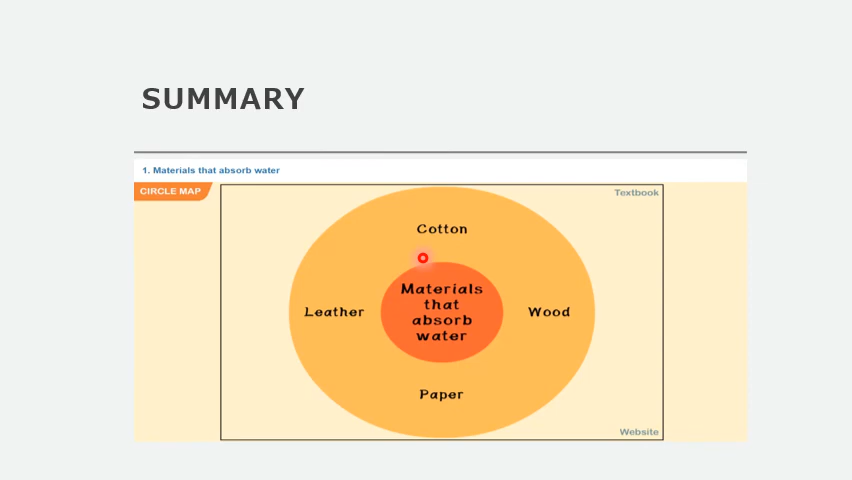 SUMMARY
1. Materials that absorb water
CIRCLE MAP
Textbook
Cotton
Leather
Materials
that
absorb
water
Wood
Paper
Website